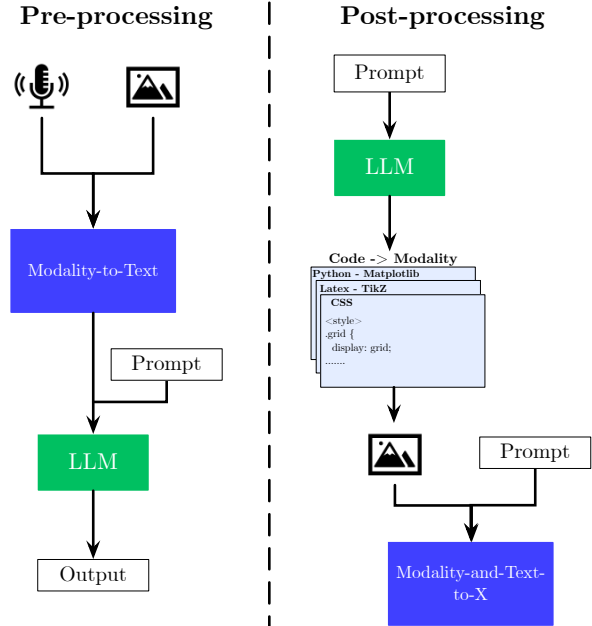 Pre-processing
Modality-to-Text
Prompt
LLM
Output
Post-processing
Prompt
LLM
Code -> Modality
Python - Matplotlib
Latex - TikZ
CSS
<style>
.grid {
display: grid;
.......
Prompt
Modality-and-Text-
to-X